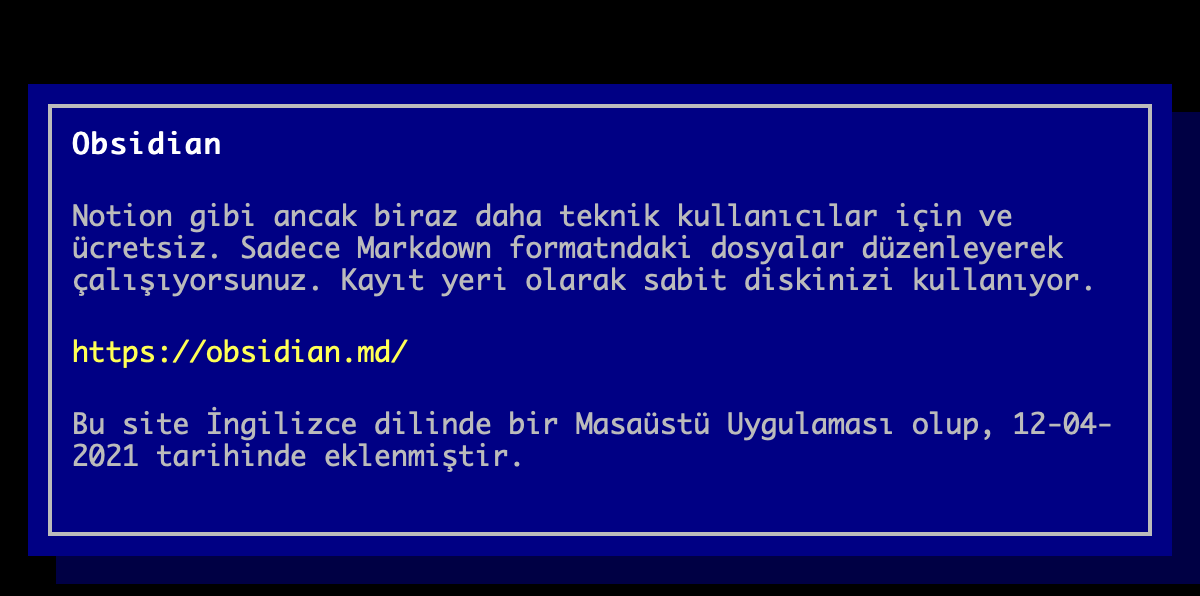 Obsidian
Notion gibi ancak biraz daha teknik kullanıcılar için ve
ücretsiz. Sadece Markdown formatndaki dosyalar düzenleyerek
çalışıyorsunuz. Kayıt yeri olarak sabit diskinizi kullanıyor.
https://obsidian.md/
Bu site İngilizce dilinde bir Masaüstü Uygulaması olup, 12-04-
2021 tarihinde eklenmiştir.